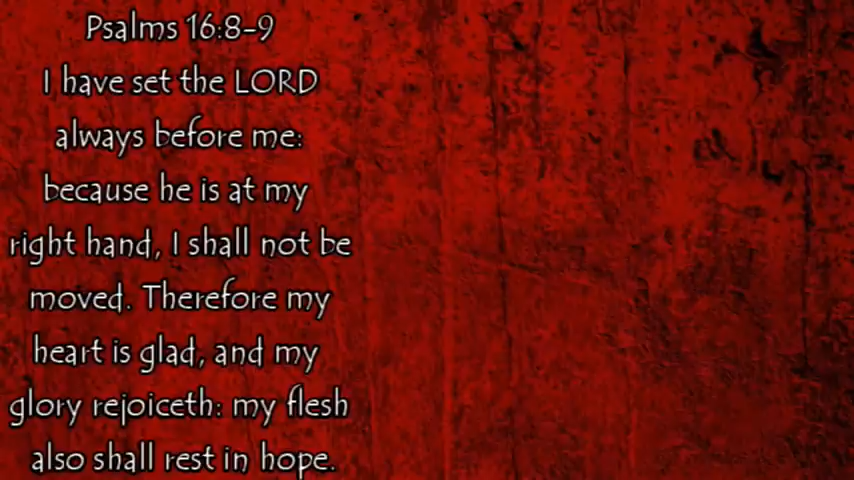 Psalms 16:8-9
I have set the LORD
always before me:
because he is at my
right hand, I shall not be
moved. Therefore my
heart is glad, and my
glory rejoiceth: my flesh
also shall rest in hope.